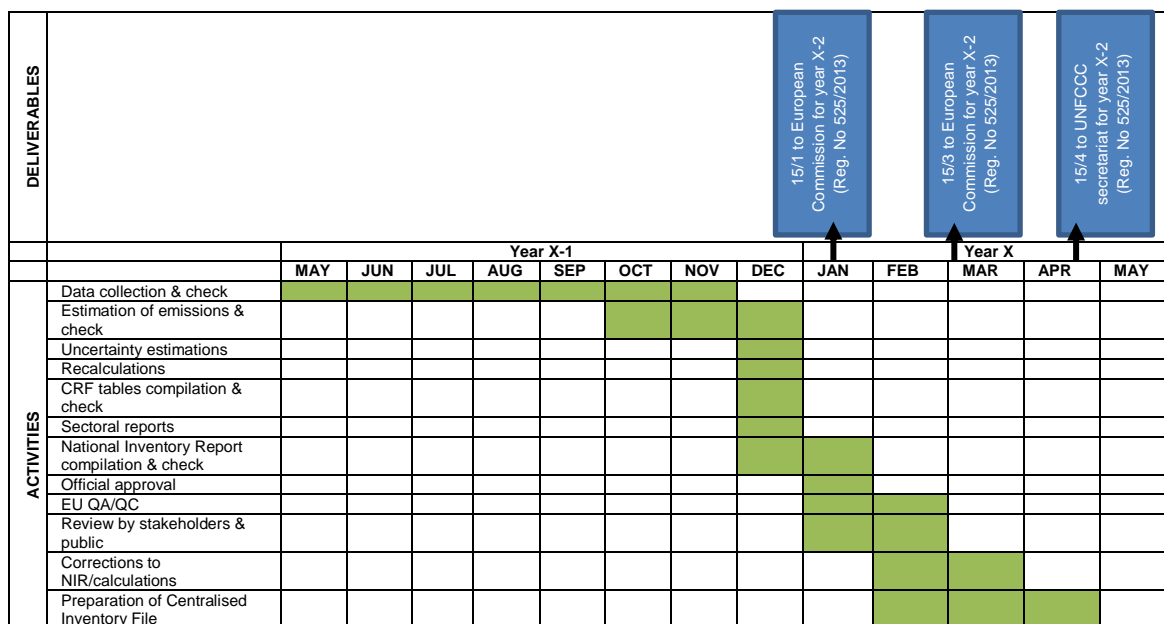 DELIVERABLES
15/1 to European
Commission for year X-2
(Reg. No 525/2013)
15/3 to European
Commission for year X-2
(Reg. No 525/2013)
15/4 to UNFCCC
secretariat for year X-2
(Reg. No 525/2013)
Year X-1 Year X
MAY JUN JUL AUG SEP OCT NOV DEC JAN FEB MAR APR MAY
ACTIVITIES
Data collection & check
Estimation of emissions &
check
Uncertainty estimations
Recalculations
CRF tables compilation &
check
Sectoral reports
National Inventory Report
compilation & check
Official approval
EU QA/QC
Review by stakeholders &
public
Corrections to
NIR/calculations
Preparation of Centralised
Inventory File